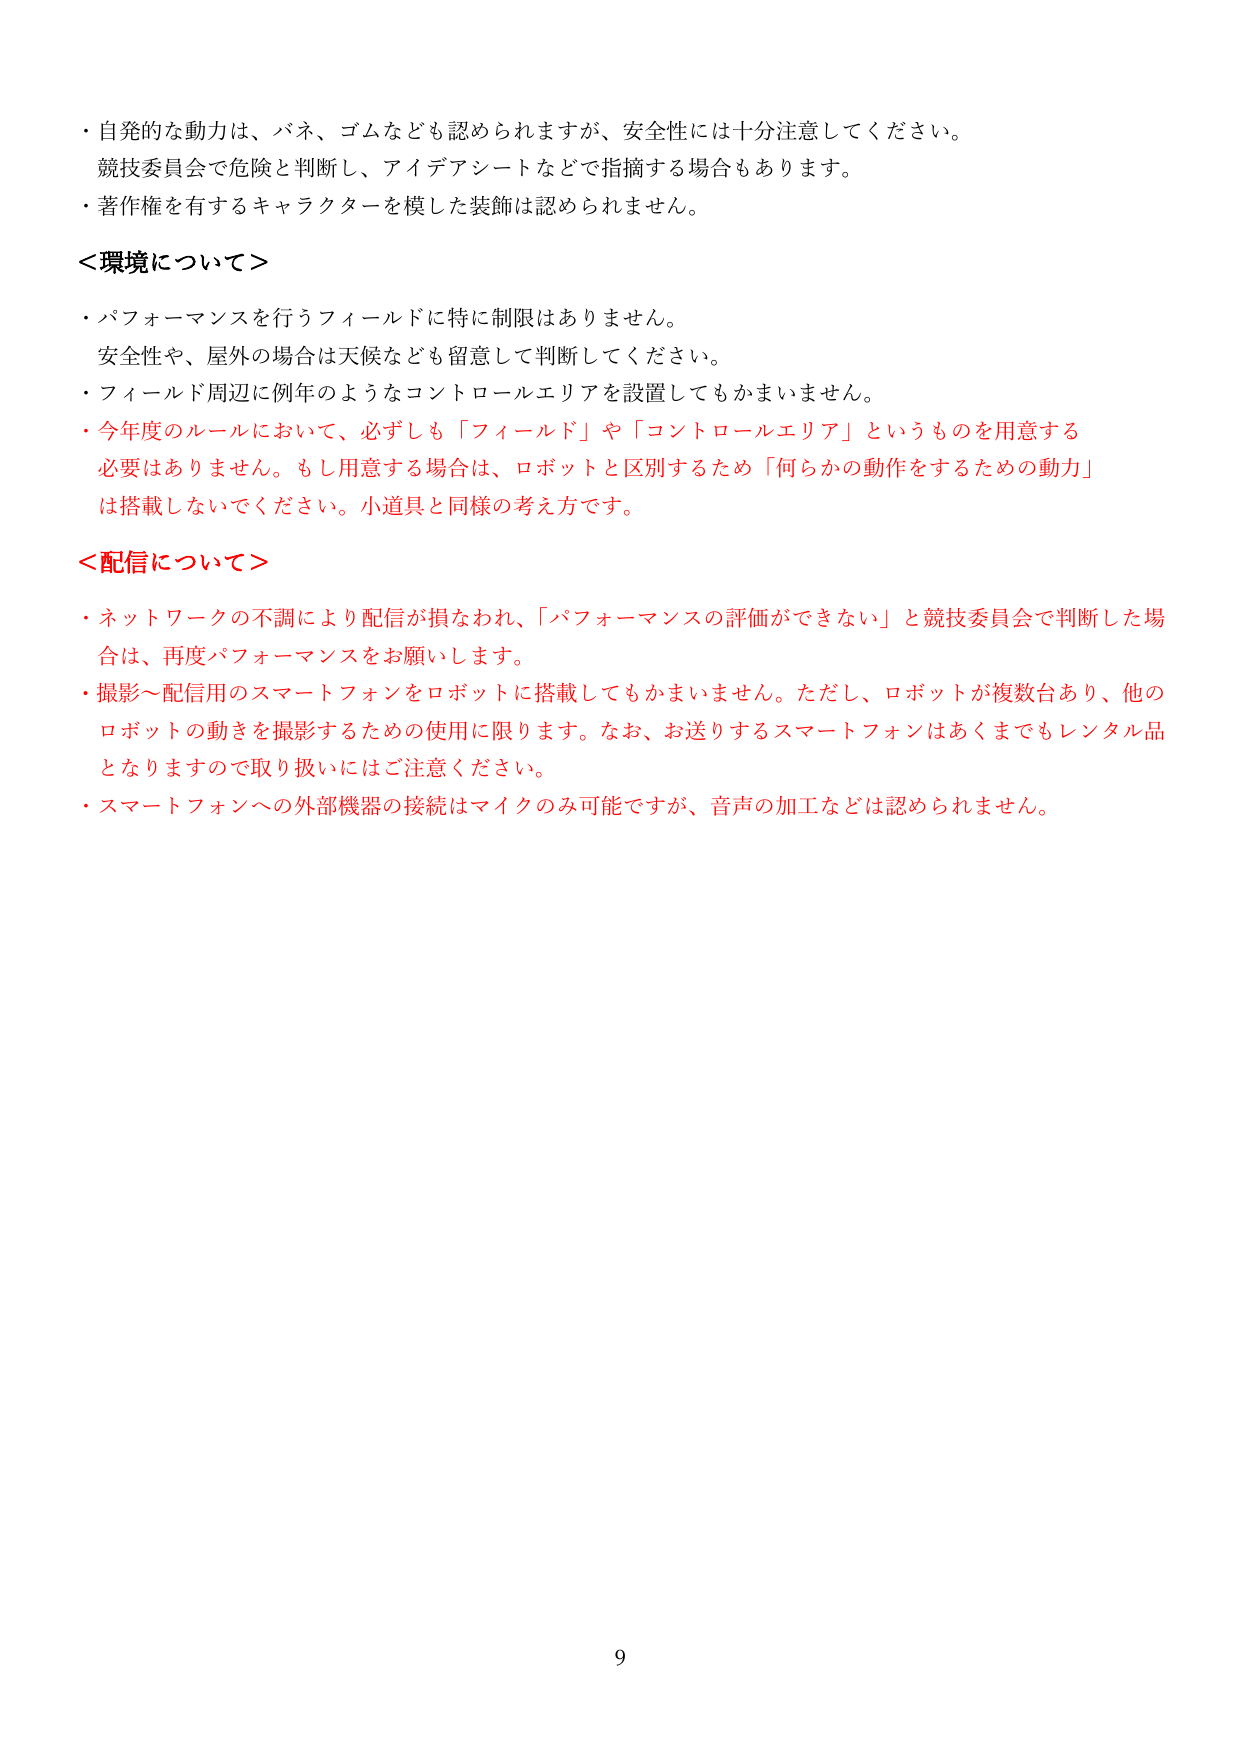 ・自発的な動力は、バネ、ゴムなども認められますが、安全性には十分注意してください。
競技委員会で危険と判断し、アイデアシートなどで指摘する場合もあります。
・著作権を有するキャラクターを模した装飾は認められません。
＜環境について＞
・パフォーマンスを行うフィールドに特に制限はありません。
安全性や、屋外の場合は天候なども留意して判断してください。
・フィールド周辺に例年のようなコントロールエリアを設置してもかまいません。
・今年度のルールにおいて、必ずしも「フィールド」や「コントロールエリア」というものを用意する
必要はありません。もし用意する場合は、ロボットと区別するため「何らかの動作をするための動力」
は搭載しないでください。小道具と同様の考え方です。
＜配信について＞
・ネットワークの不調により配信が損なわれ、「パフォーマンスの評価ができない」と競技委員会で判断した場
合は、再度パフォーマンスをお願いします。
・撮影～配信用のスマートフォンをロボットに搭載してもかまいません。ただし、ロボットが複数台あり、他の
ロボットの動きを撮影するための使用に限ります。なお、お送りするスマートフォンはあくまでもレンタル品
となりますので取り扱いにはご注意ください。
・スマートフォンへの外部機器の接続はマイクのみ可能ですが、音声の加工などは認められません。
9